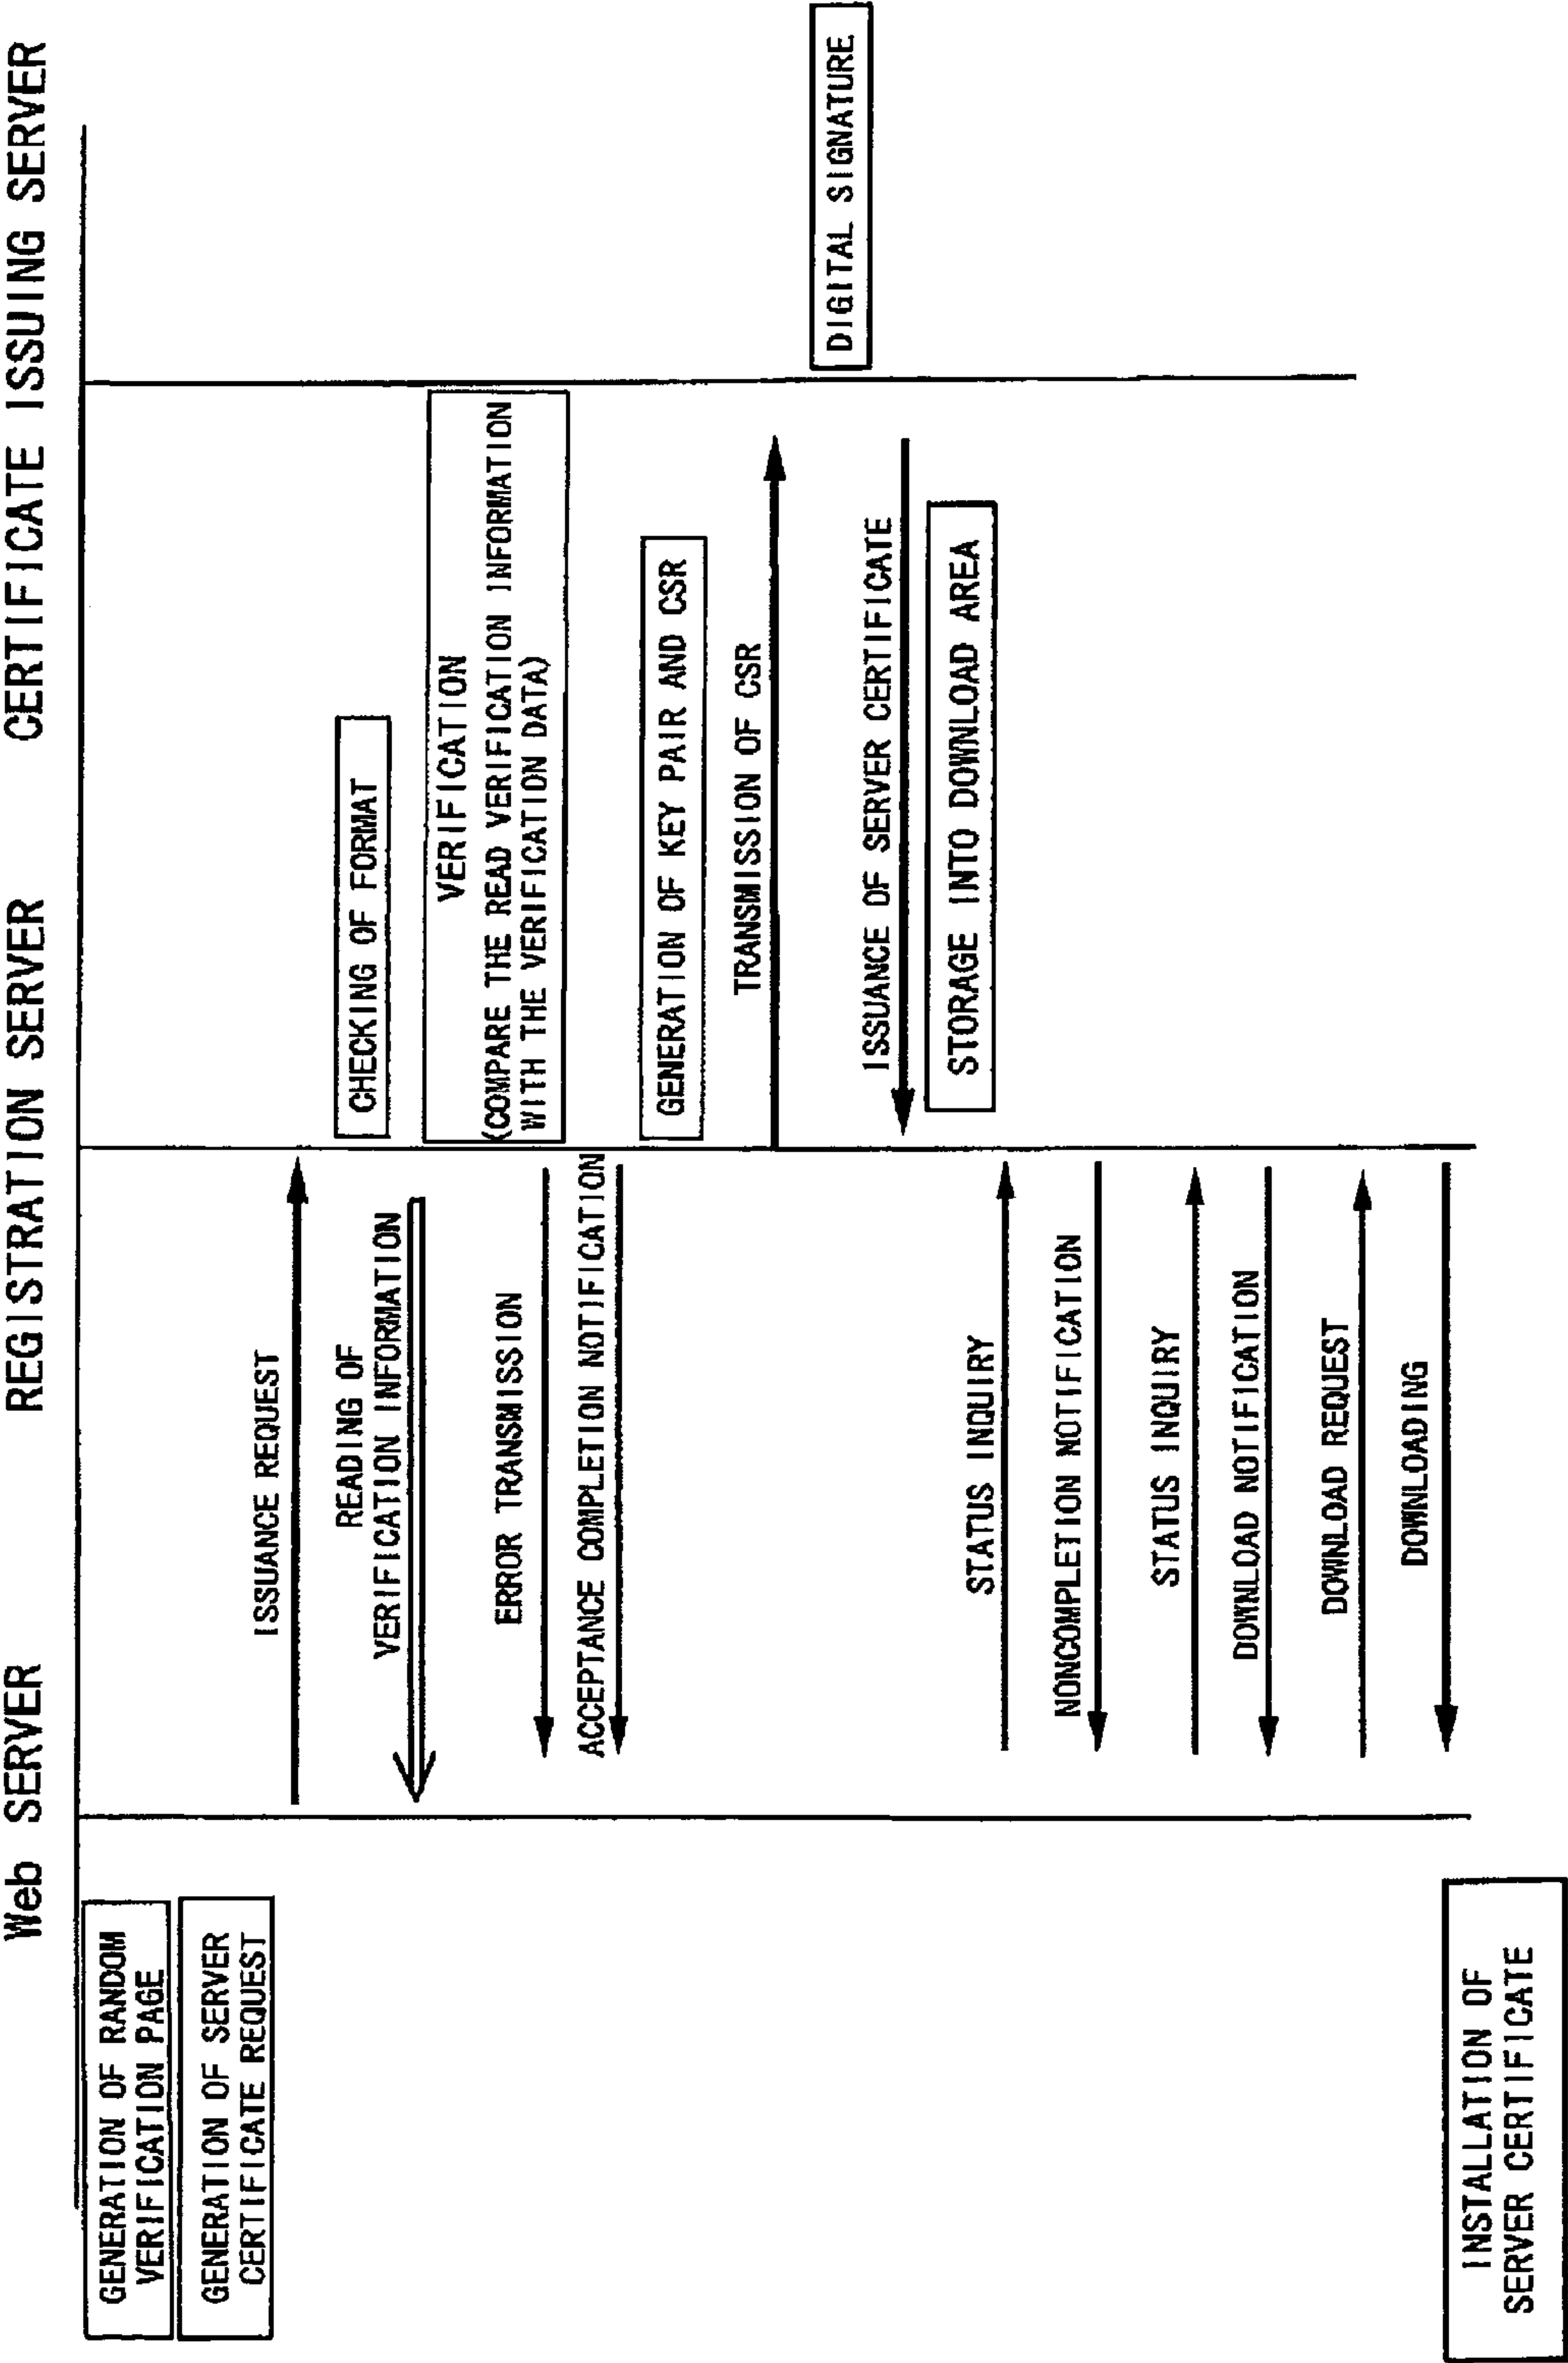 Web SERVER
REGISTRATION SERVER
CERTIFICATE ISSUING SERVER
GENERATION OF RANDOM
VERIFICATION PAGE
GENERATION OF SERVER
CERTIFICATE REQUEST
ISSUANCE REQUEST
CHECKING OF FORMAT
READING OF
VERIFICATION INFORMATION
VERIFICATION
(COMPARE THE READ VERIFICATION INFORMATION
WITH THE VERIFICATION DATA)
ERROR TRANSMISSION
ACCEPTANCE COMPLETION NOTIFICATION
GENERATION OF KEY PAIR AND CSR
TRANSMISSION OF CSR
DIGITAL SIGNATURE
ISSUANCE OF SERVER CERTIFICATE
STORAGE INTO DOWNLOAD AREA
STATUS INQUIRY
NONCOMPLETION NOTIFICATION
STATUS INQUIRY
DOWNLOAD NOTIFICATION
DOWNLOAD REQUEST
DOWNLOADING
INSTALLATION OF
SERVER CERTIFICATE